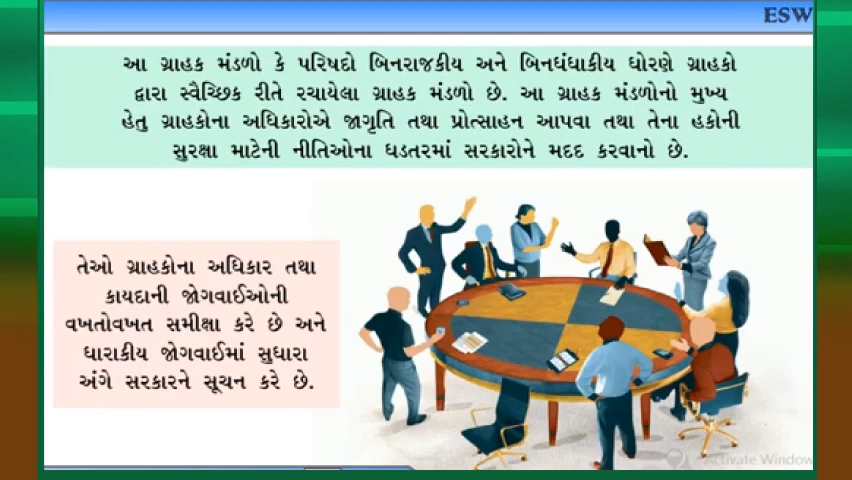 ESW
આ ગ્રાહક મંડળો કે પરિષદો બિનરાજકીય અને બિનધંધાકીય ધોરણે ગ્રાહકો
દ્વારા સ્વૈચ્છિક રીતે રચાયેલા ગ્રાહક મંડળો છે. આ ગ્રાહક મંડળોનો મુખ્ય
હેતુ ગ્રાહકોના અધિકારોએ જાગૃતિ તથા પ્રોત્સાહન આપવા તથા તેના હકોની
સુરક્ષા માટેની નીતિઓના ઘડતરમાં સરકારોને મદદ કરવાનો છે.
તેઓ ગ્રાહકોના અધિકાર તથા
કાયદાની જોગવાઈઓની
વખતોવખત સમીક્ષા કરે છે અને
ધારાકીય જોગવાઈમાં સુધારા
અંગે સરકારને સૂચન કરે છે.
Activate Window